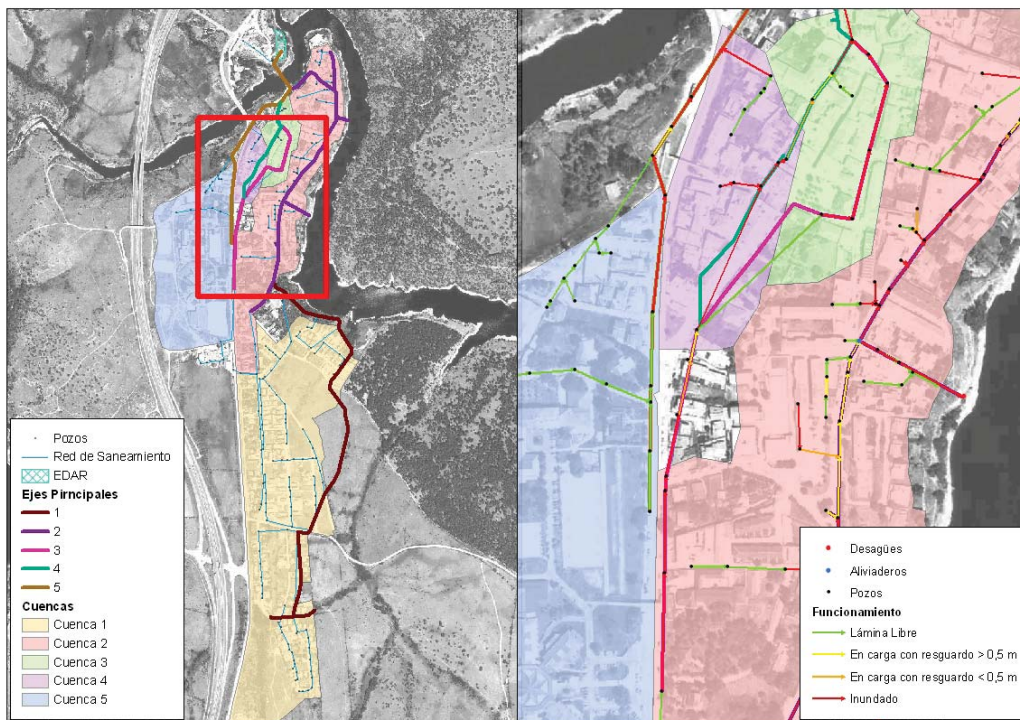 Pozos
Red de Saneamiento
EDAR
Ejes Pirncipales
1
2
3
4
5
Cuencas
Cuenca 1
Cuenca 2
Cuenca 3
Cuenca 4
Cuenca 5
Desagües
Aliviaderos
Pozos
Funcionamiento
Lámina Libre
En carga con resguardo > 0,5 m
En carga con resguardo < 0,5 m
Inundado